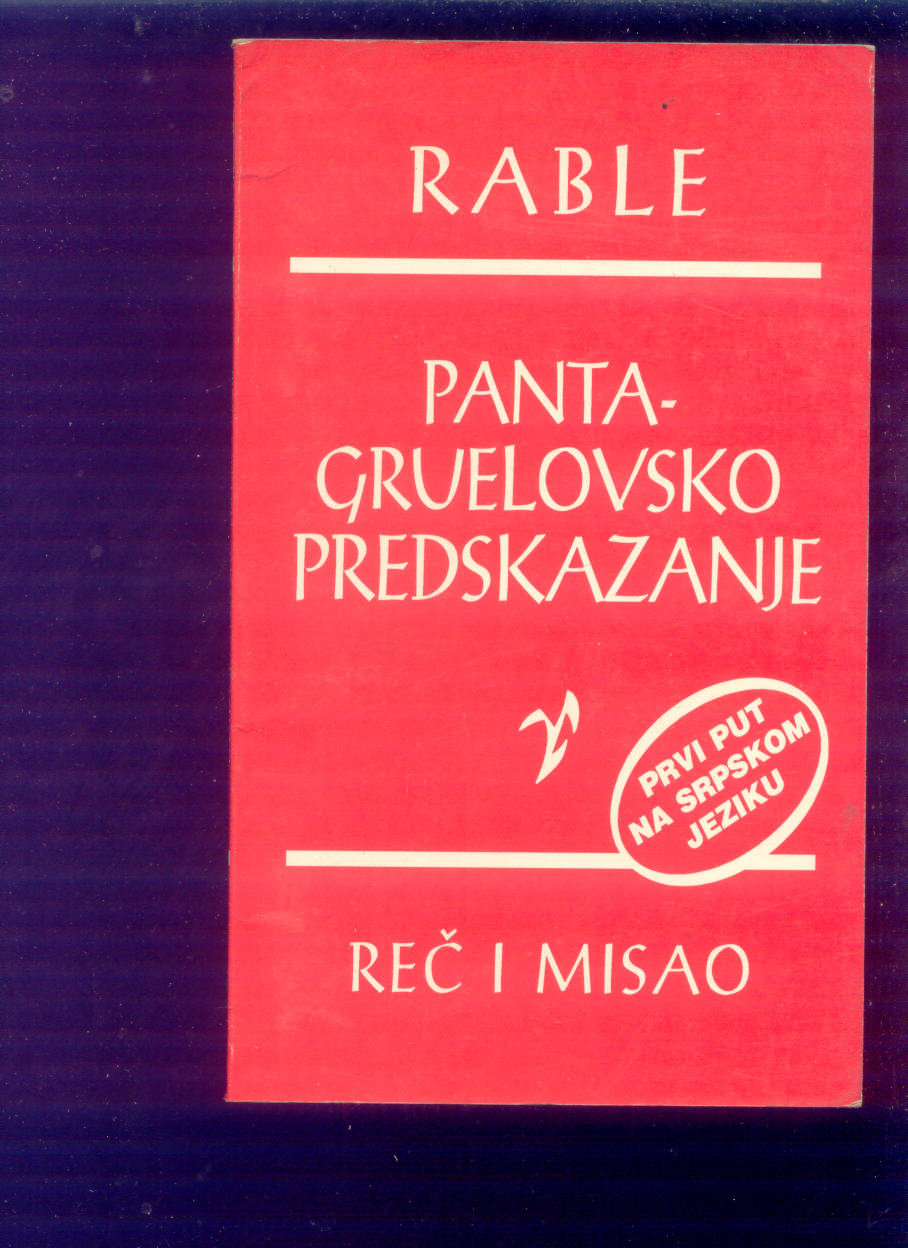 RABLE
PANTA-
GRUELOVSKO
PREDSKAZANJE
PRVI PUT
NA SRPSKOM
JEZIKU
REČ I MISAO